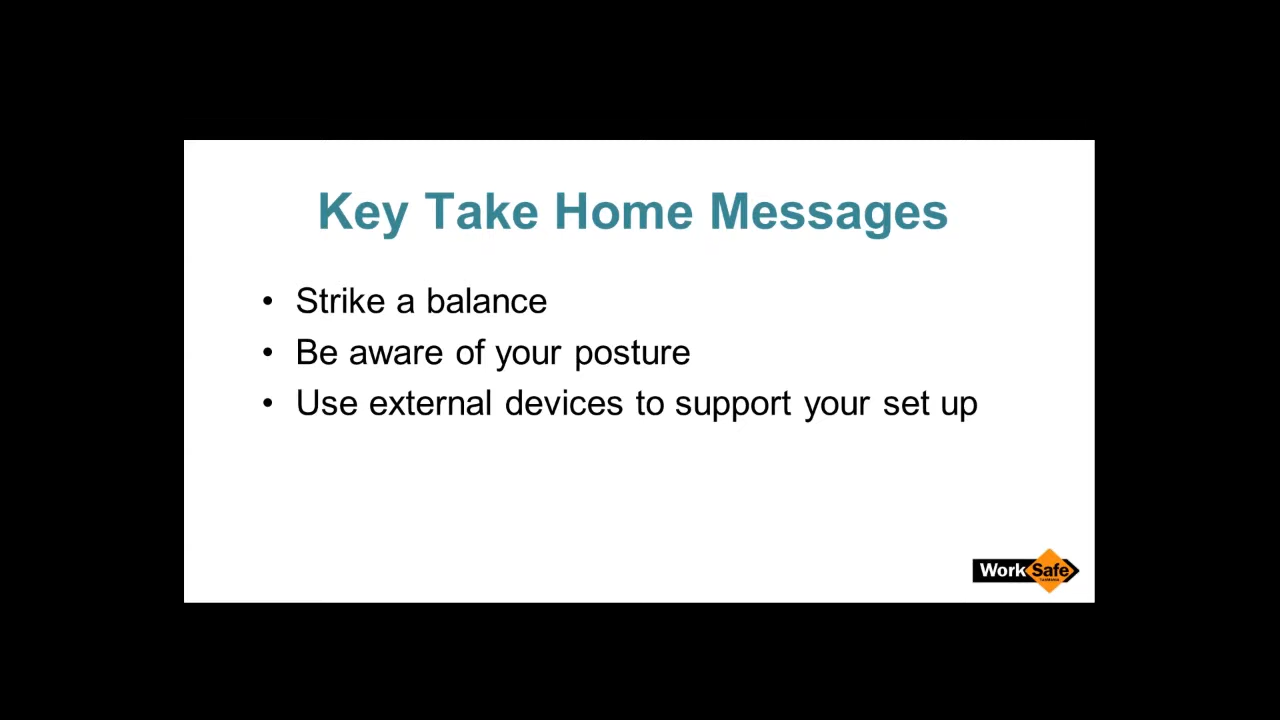 Key Take Home Messages
• Strike a balance
• Be aware of your posture
• Use external devices to support your set up
WorkSafe
TASMANIA